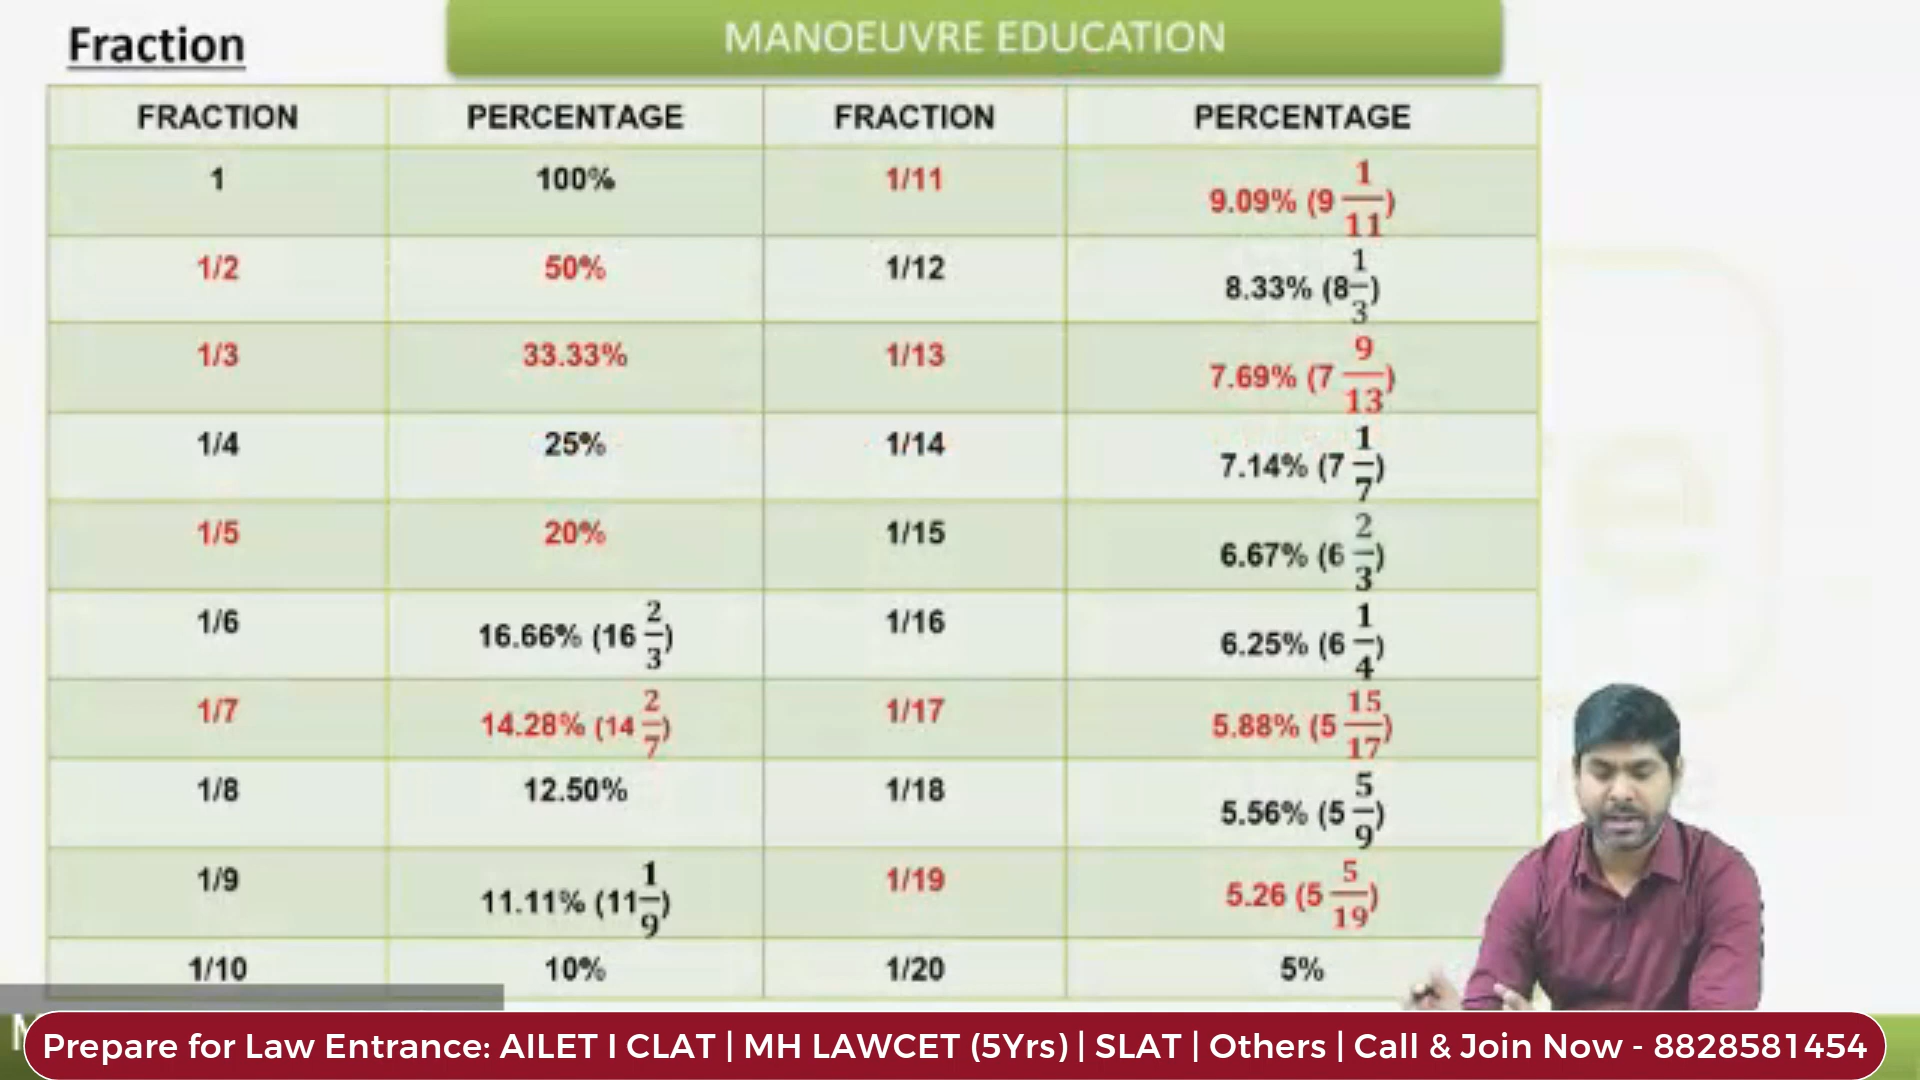 Fraction
MANOEUVRE EDUCATION
FRACTION PERCENTAGE FRACTION PERCENTAGE
1 100% 1/11 9.09% (9 1/11)
1/2 50% 1/12 8.33% (8 1/3)
1/3 33.33% 1/13 7.69% (7 9/13)
1/4 25% 1/14 7.14% (7 1/7)
1/5 20% 1/15 6.67% (6 2/3)
1/6 16.66% (16 2/3) 1/16 6.25% (6 1/4)
1/7 14.28% (14 2/7) 1/17 5.88% (5 15/17)
1/8 12.50% 1/18 5.56% (5 5/9)
1/9 11.11% (11 1/9) 1/19 5.26 (5 5/19)
1/10 10% 1/20 5%
Prepare for Law Entrance: AILET I CLAT | MH LAWCET (5Yrs) | SLAT | Others | Call & Join Now - 8828581454